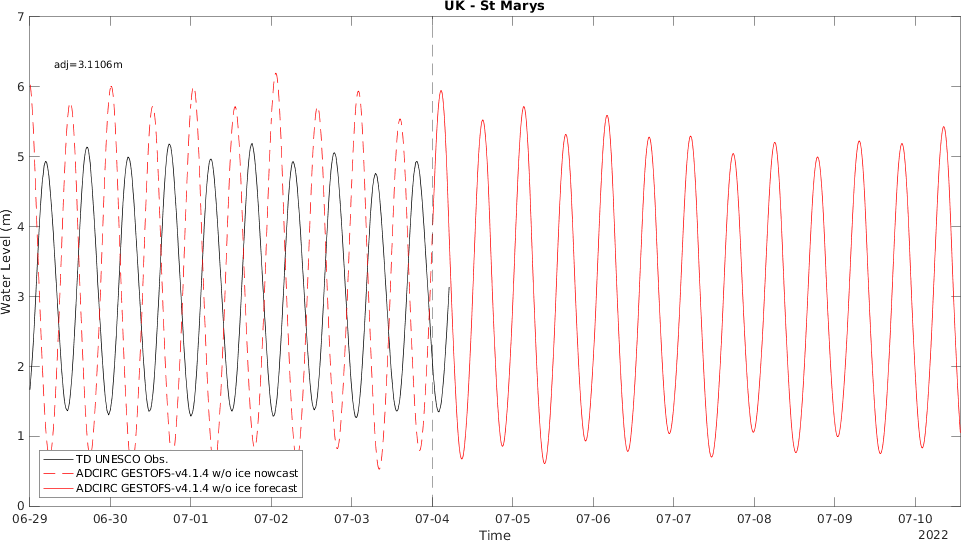 UK - St Marys
adj=3.1106m
Water Level (m)
7
6
5
4
3
2
1
0
TD UNESCO Obs.
ADCIRC GESTOFS-v4.1.4 w/o ice nowcast
ADCIRC GESTOFS-v4.1.4 w/o ice forecast
06-29 06-30 07-01 07-02 07-03 07-04 07-05 07-06 07-07 07-08 07-09 07-10
Time
2022